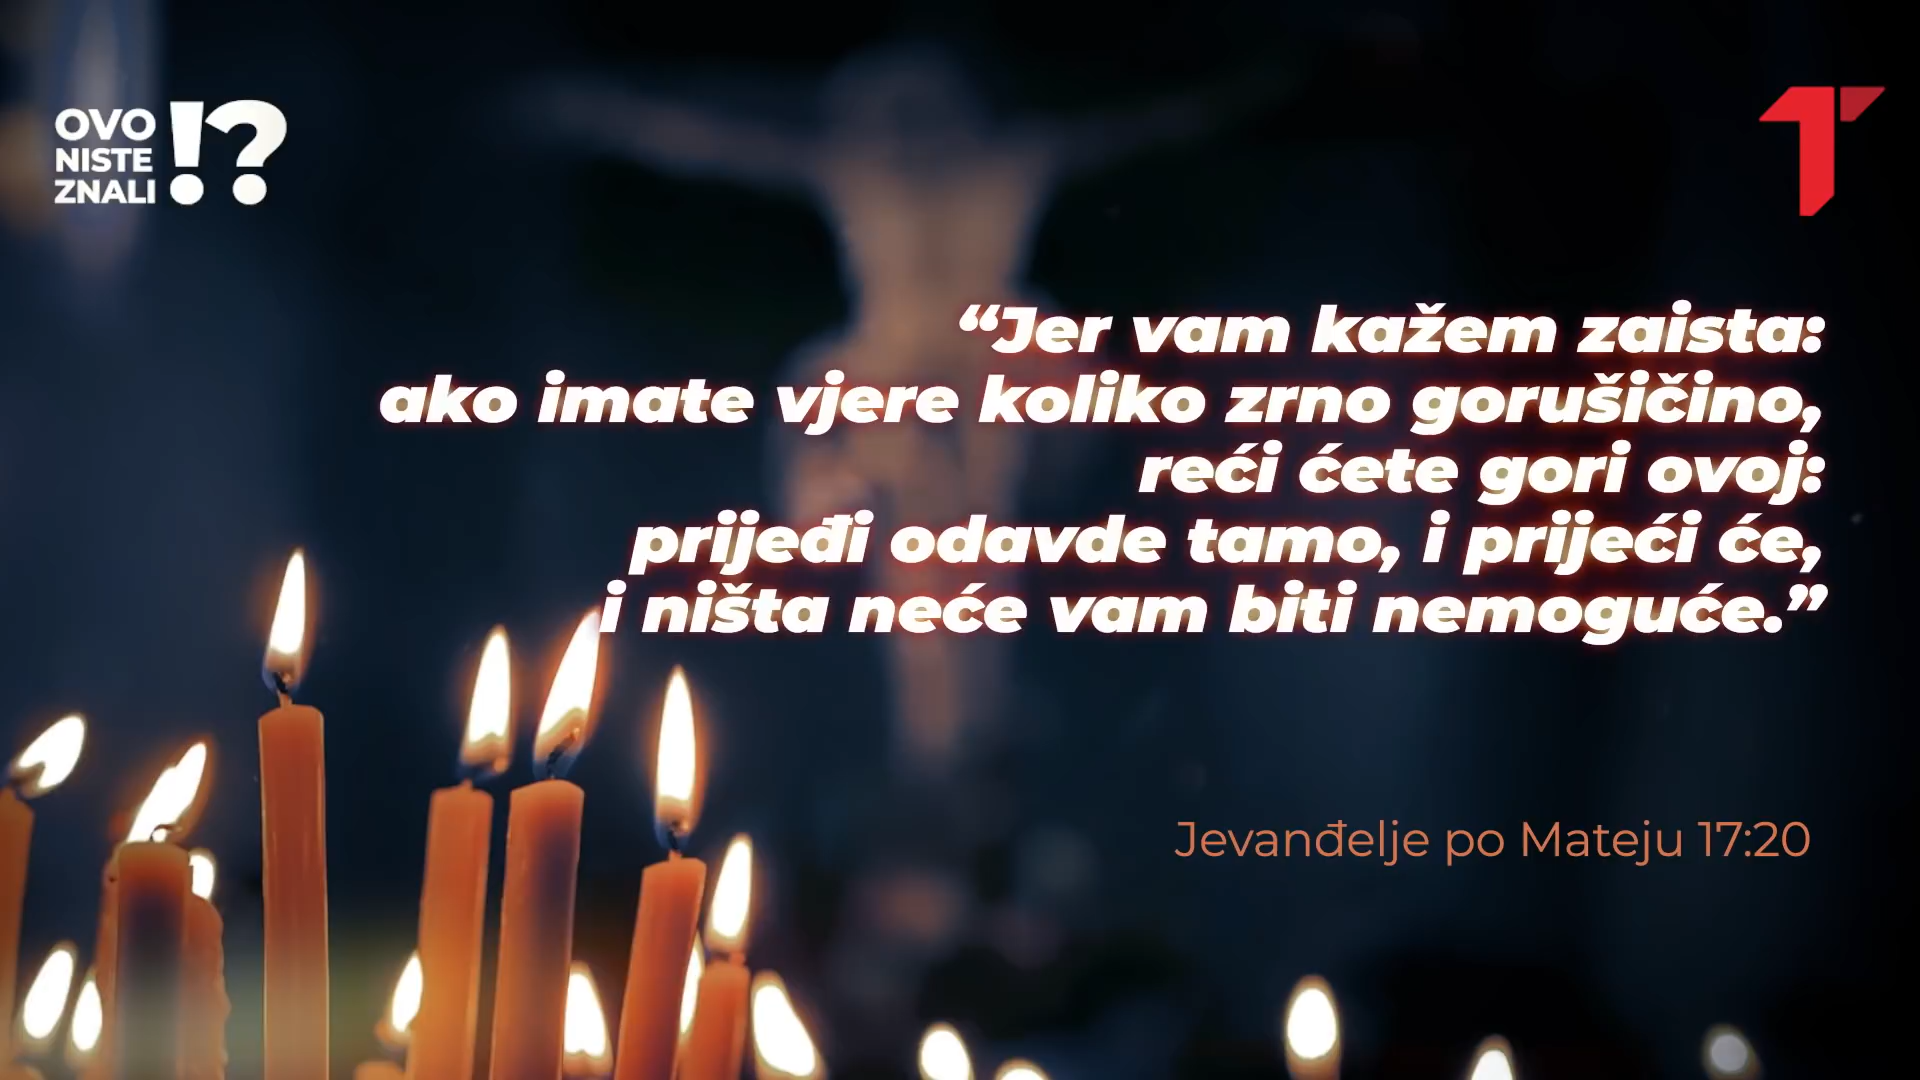 OVO
NISTE
ZNALI
!?
“Jer vam kažem zaista:
ako imate vjere koliko zrno gorušičino,
reći ćete gori ovoj:
prijeđi odavde tamo, i prijeći će,
i ništa neće vam biti nemoguće.”
Jevanđelje po Mateju 17:20